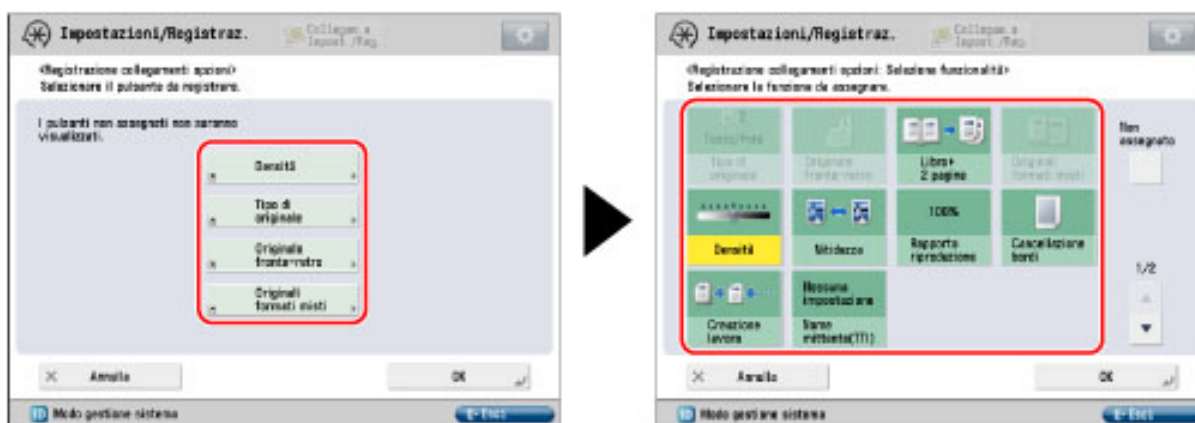 Impostazioni/Registraz.
Collegam.a
Impost./Reg.
<Registrazione collegamenti opzioni>
Selezionare il pulsante da registrare.
I pulsanti non assegnati non saranno
visualizzati.
Densità
Tipo di
originale
Originale
fronte-retro
Originali
formati misti
Annulla
OK
Modo gestione sistema
Esci
Impostazioni/Registraz.
Collegam.a
Impost./Reg.
<Registrazione collegamenti opzioni: Seleziona funzionalità>
Selezionare la funzione da assegnare.
Testo/Foto
Tipo di
originale
Originale
fronte-retro
Libro▸
2 pagine
Originali
formati misti
Non
assegnato
Densità
Nitidezza
100%
Rapporto
riproduzione
Cancellazione
bordi
1/2
Creazione
lavoro
Nessuna
impostazione
Nome
mittente(TTI)
Annulla
OK
Modo gestione sistema
Esci